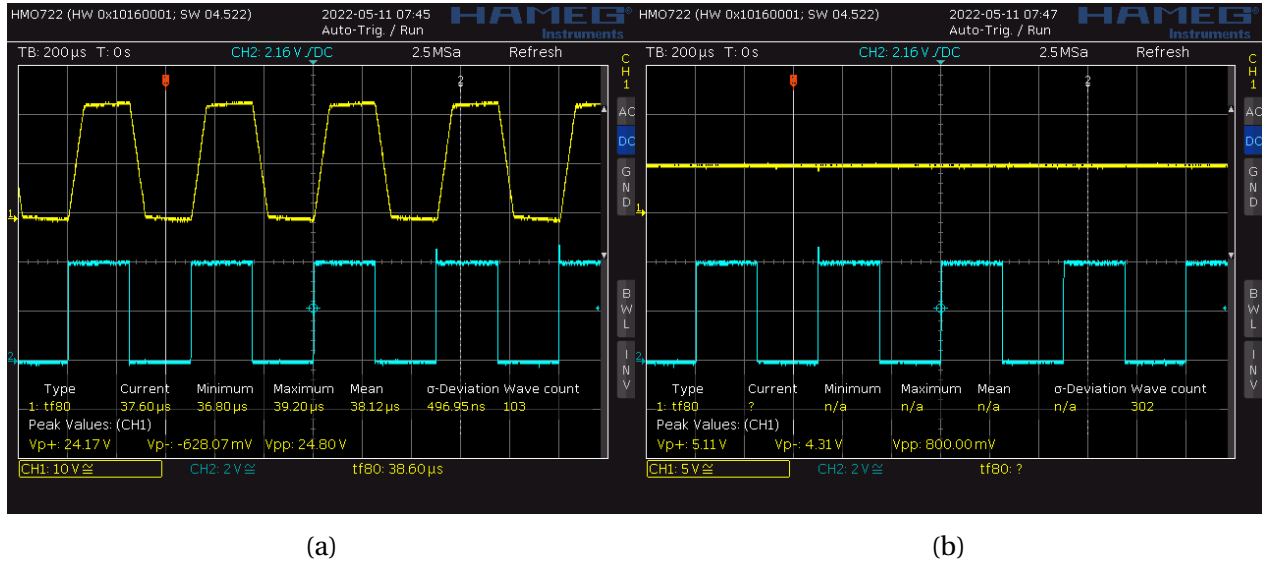 HMO722 (HW 0x10160001; SW 04.522)
2022-05-11 07:45
Auto-Trig. / Run
HAMEG®
Instruments
TB: 200µs T: 0s
CH2: 2.16 V / DC
2.5MSa
Refresh
CH1
AC
DC
GND
BWL
INV
2
1
2
Type Current Minimum Maximum Mean σ-Deviation Wave count
1: tf80 37.60µs 36.80µs 39.20µs 38.12µs 496.95ns 103
Peak Values: (CH1)
Vp+: 24.17 V Vp-: -628.07 mV Vpp: 24.80 V
CH1: 10 V ≅ CH2: 2 V ≅ tf80: 38.60µs
(a)
HMO722 (HW 0x10160001; SW 04.522)
2022-05-11 07:47
Auto-Trig. / Run
HAMEG®
Instruments
TB: 200µs T: 0s
CH2: 2.16 V / DC
2.5MSa
Refresh
CH1
AC
DC
GND
BWL
INV
2
1
2
Type Current Minimum Maximum Mean σ-Deviation Wave count
1: tf80 ? n/a n/a n/a n/a 302
Peak Values: (CH1)
Vp+: 5.11 V Vp-: 4.31 V Vpp: 800.00 mV
CH1: 5 V ≅ CH2: 2 V ≅ tf80: ?
(b)